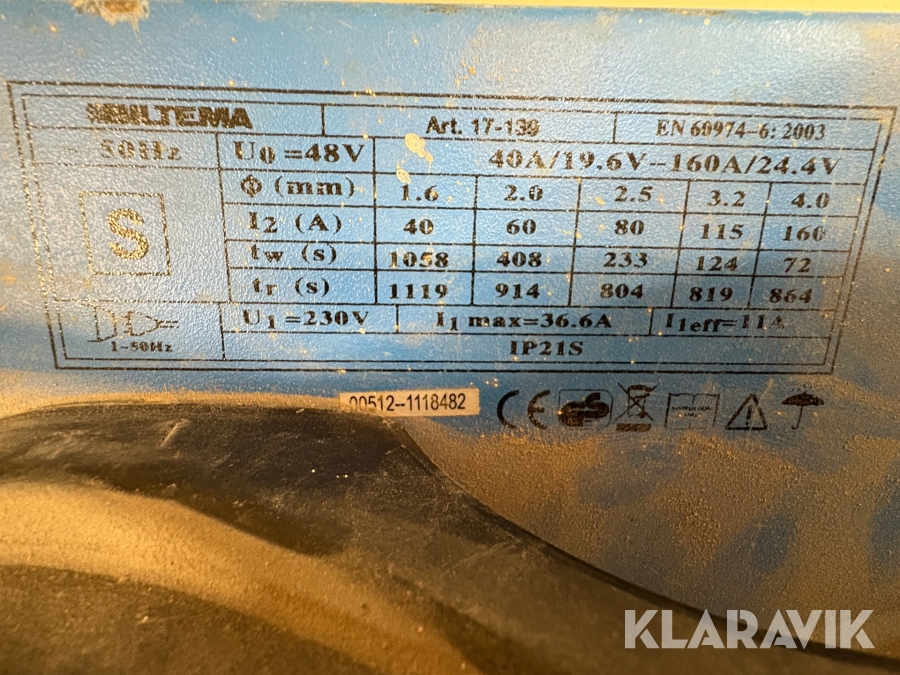 BILTEMA Art. 17-139 EN 60974-6: 2003
50Hz U0 =48V 40A/19.6V--160A/24.4V
S
Φ (mm) 1.6 2.0 2.5 3.2 4.0
I2 (A) 40 60 80 115 160
tw (s) 1058 408 233 124 72
tr (s) 1119 914 804 819 864
1~50Hz
U1 =230V I1 max=36.6A I1eff=11A
IP21S
00512--1118482 CE GS
KLARAVIK